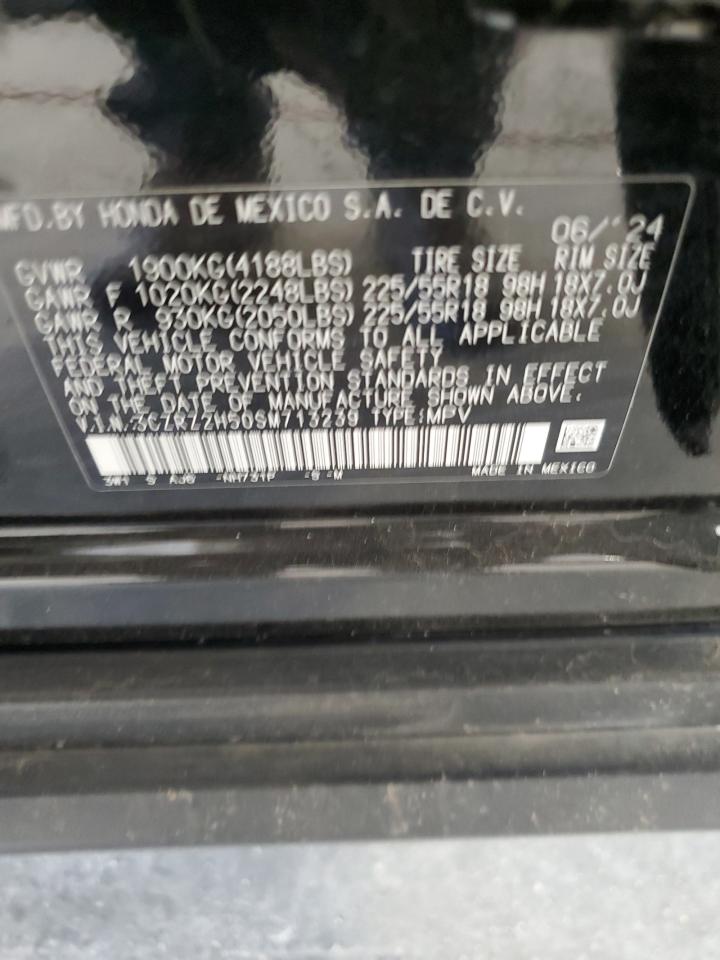 MFD.BY HONDA DE MEXICO S.A. DE C.V.
06/'24
GVWR 1900KG(4188LBS) TIRE SIZE RIM SIZE
GAWR F 1020KG(2248LBS) 225/55R18 98H 18X7.0J
GAWR R 930KG(2050LBS) 225/55R18 98H 18X7.0J
THIS VEHICLE CONFORMS TO ALL APPLICABLE
FEDERAL MOTOR VEHICLE SAFETY
AND THEFT PREVENTION STANDARDS IN EFFECT
ON THE DATE OF MANUFACTURE SHOWN ABOVE.
V.I.N. 3CZRZ2H50SM713239 TYPE:MPV
NH731P MADE IN MEXICO